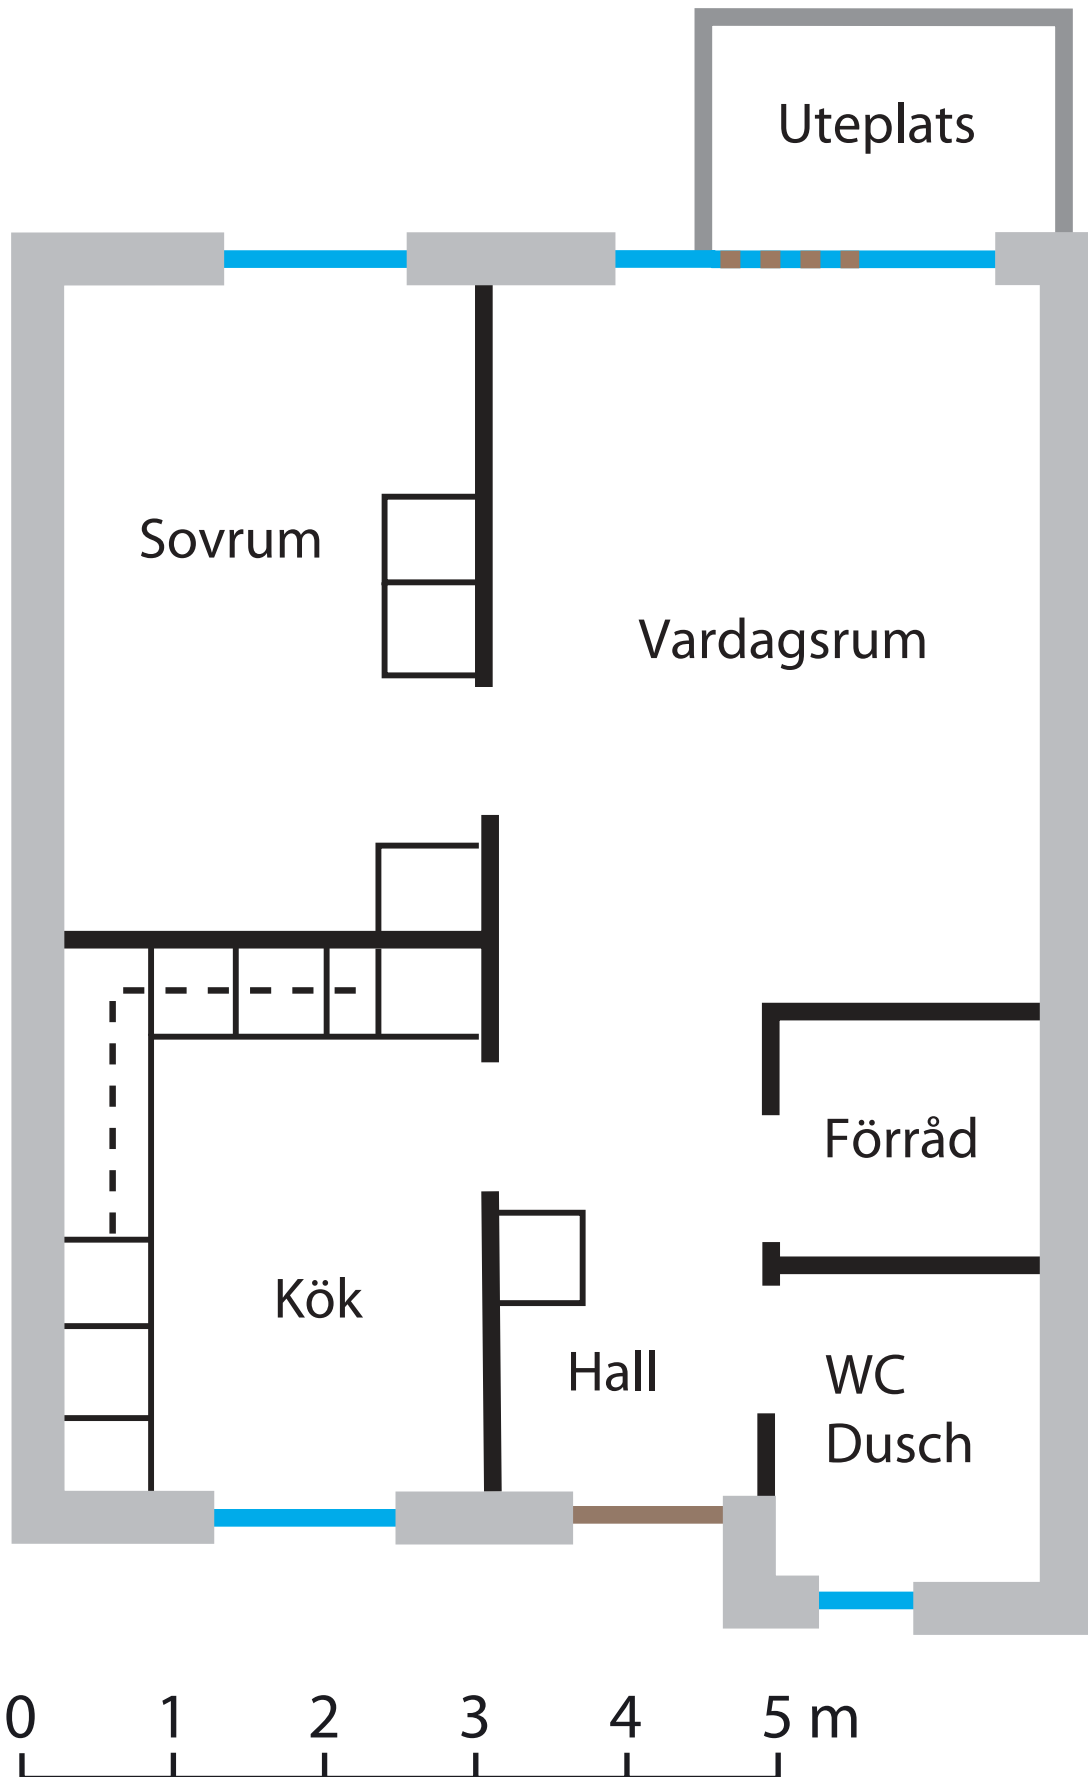 Uteplats
Sovrum
Vardagsrum
Förråd
Kök
Hall
WC
Dusch
0 1 2 3 4 5 m